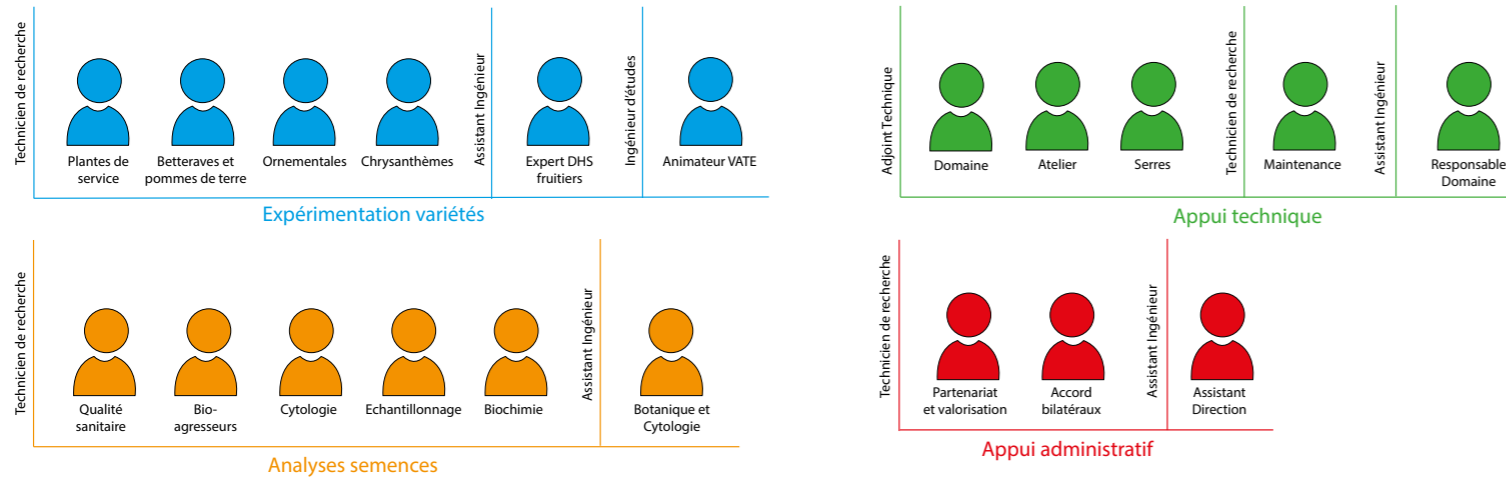 Technicien de recherche
Plantes de
service
Betteraves et
pommes de terre
Ornementales
Chrysanthèmes
Assistant Ingénieur
Expert DHS
fruitiers
Ingénieur d'études
Animateur VATE
Expérimentation variétés
Adjoint Technique
Domaine
Atelier
Serres
Technicien de recherche
Maintenance
Assistant Ingénieur
Responsable
Domaine
Appui technique
Technicien de recherche
Qualité
sanitaire
Bio-
agresseurs
Cytologie
Echantillonnage
Biochimie
Assistant Ingénieur
Botanique et
Cytologie
Analyses semences
Technicien de recherche
Partenariat
et valorisation
Accord
bilatéraux
Assistant Ingénieur
Assistant
Direction
Appui administratif